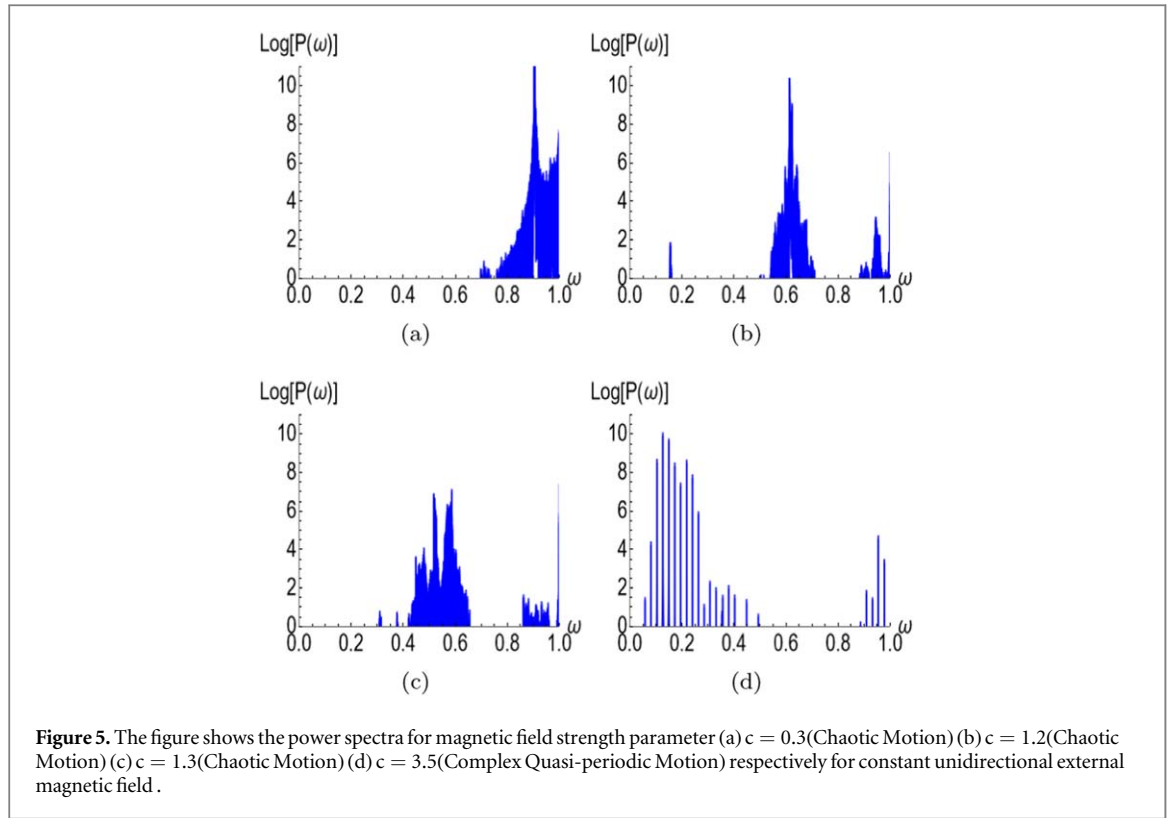 Log[P(ω)]
10
8
6
4
2
0
0.0 0.2 0.4 0.6 0.8 1.0
ω
(a)
Log[P(ω)]
10
8
6
4
2
0
0.0 0.2 0.4 0.6 0.8 1.0
ω
(b)
Log[P(ω)]
10
8
6
4
2
0
0.0 0.2 0.4 0.6 0.8 1.0
ω
(c)
Log[P(ω)]
10
8
6
4
2
0
0.0 0.2 0.4 0.6 0.8 1.0
ω
(d)
Figure 5. The figure shows the power spectra for magnetic field strength parameter (a) c = 0.3(Chaotic Motion) (b) c = 1.2(Chaotic
Motion) (c) c = 1.3(Chaotic Motion) (d) c = 3.5(Complex Quasi-periodic Motion) respectively for constant unidirectional external
magnetic field .